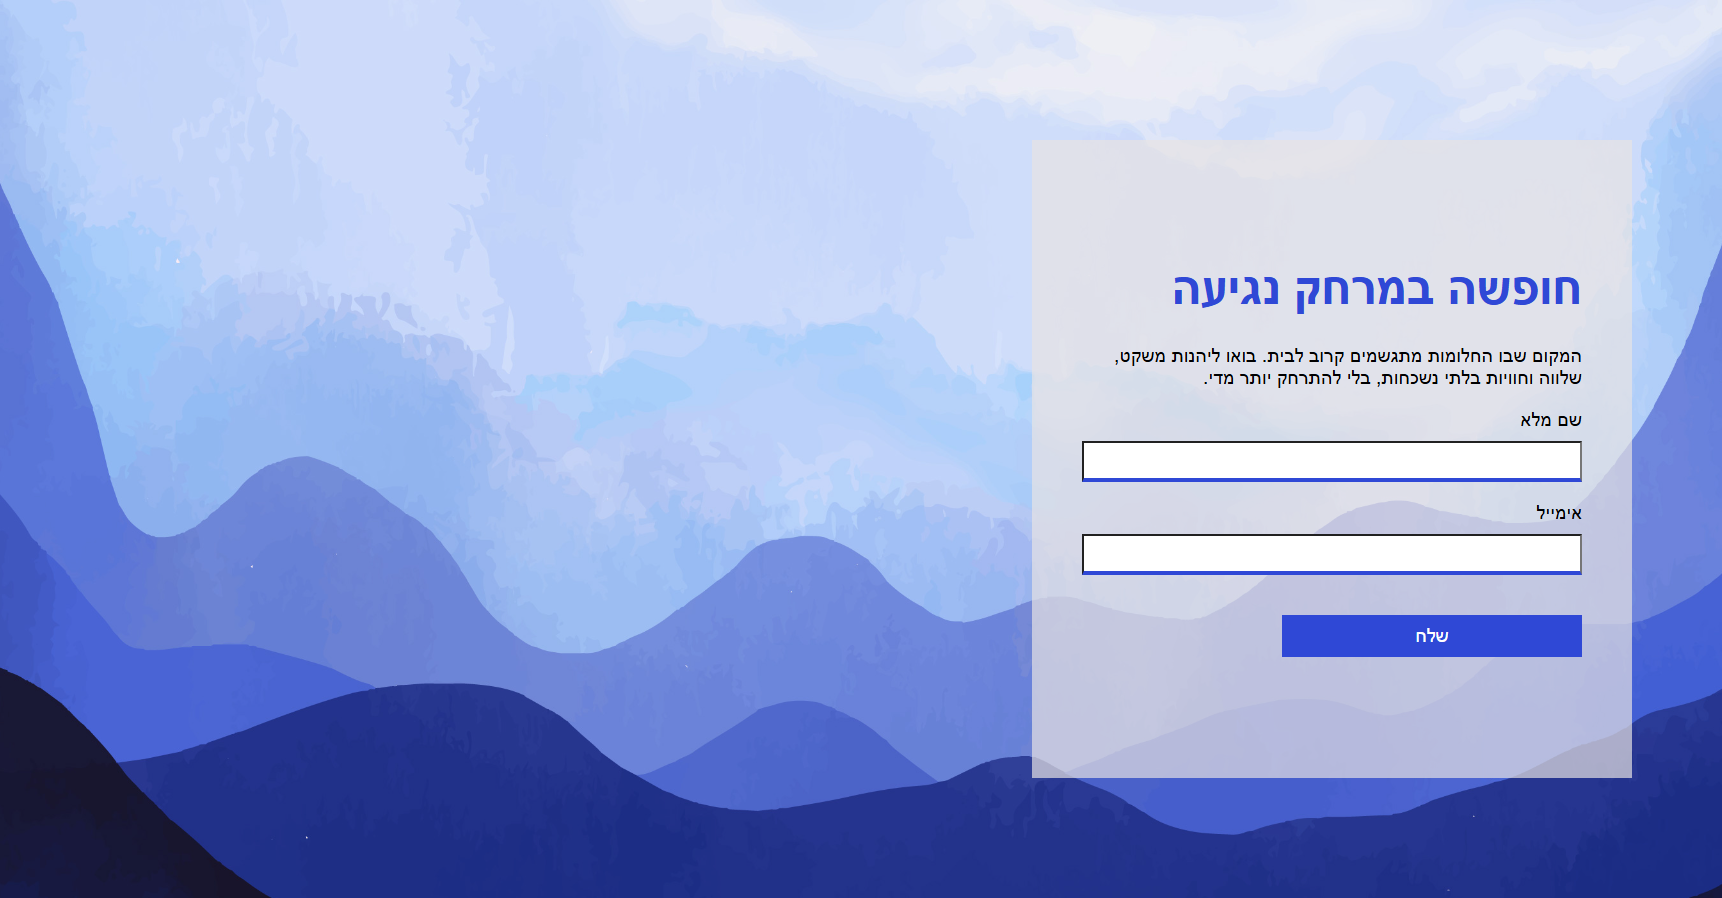 חופשה במרחק נגיעה
המקום שבו החלומות מתגשמים קרוב לבית. בואו ליהנות משקט,
שלווה וחוויות בלתי נשכחות, בלי להתרחק יותר מדי.
שם מלא
אימייל
שלח